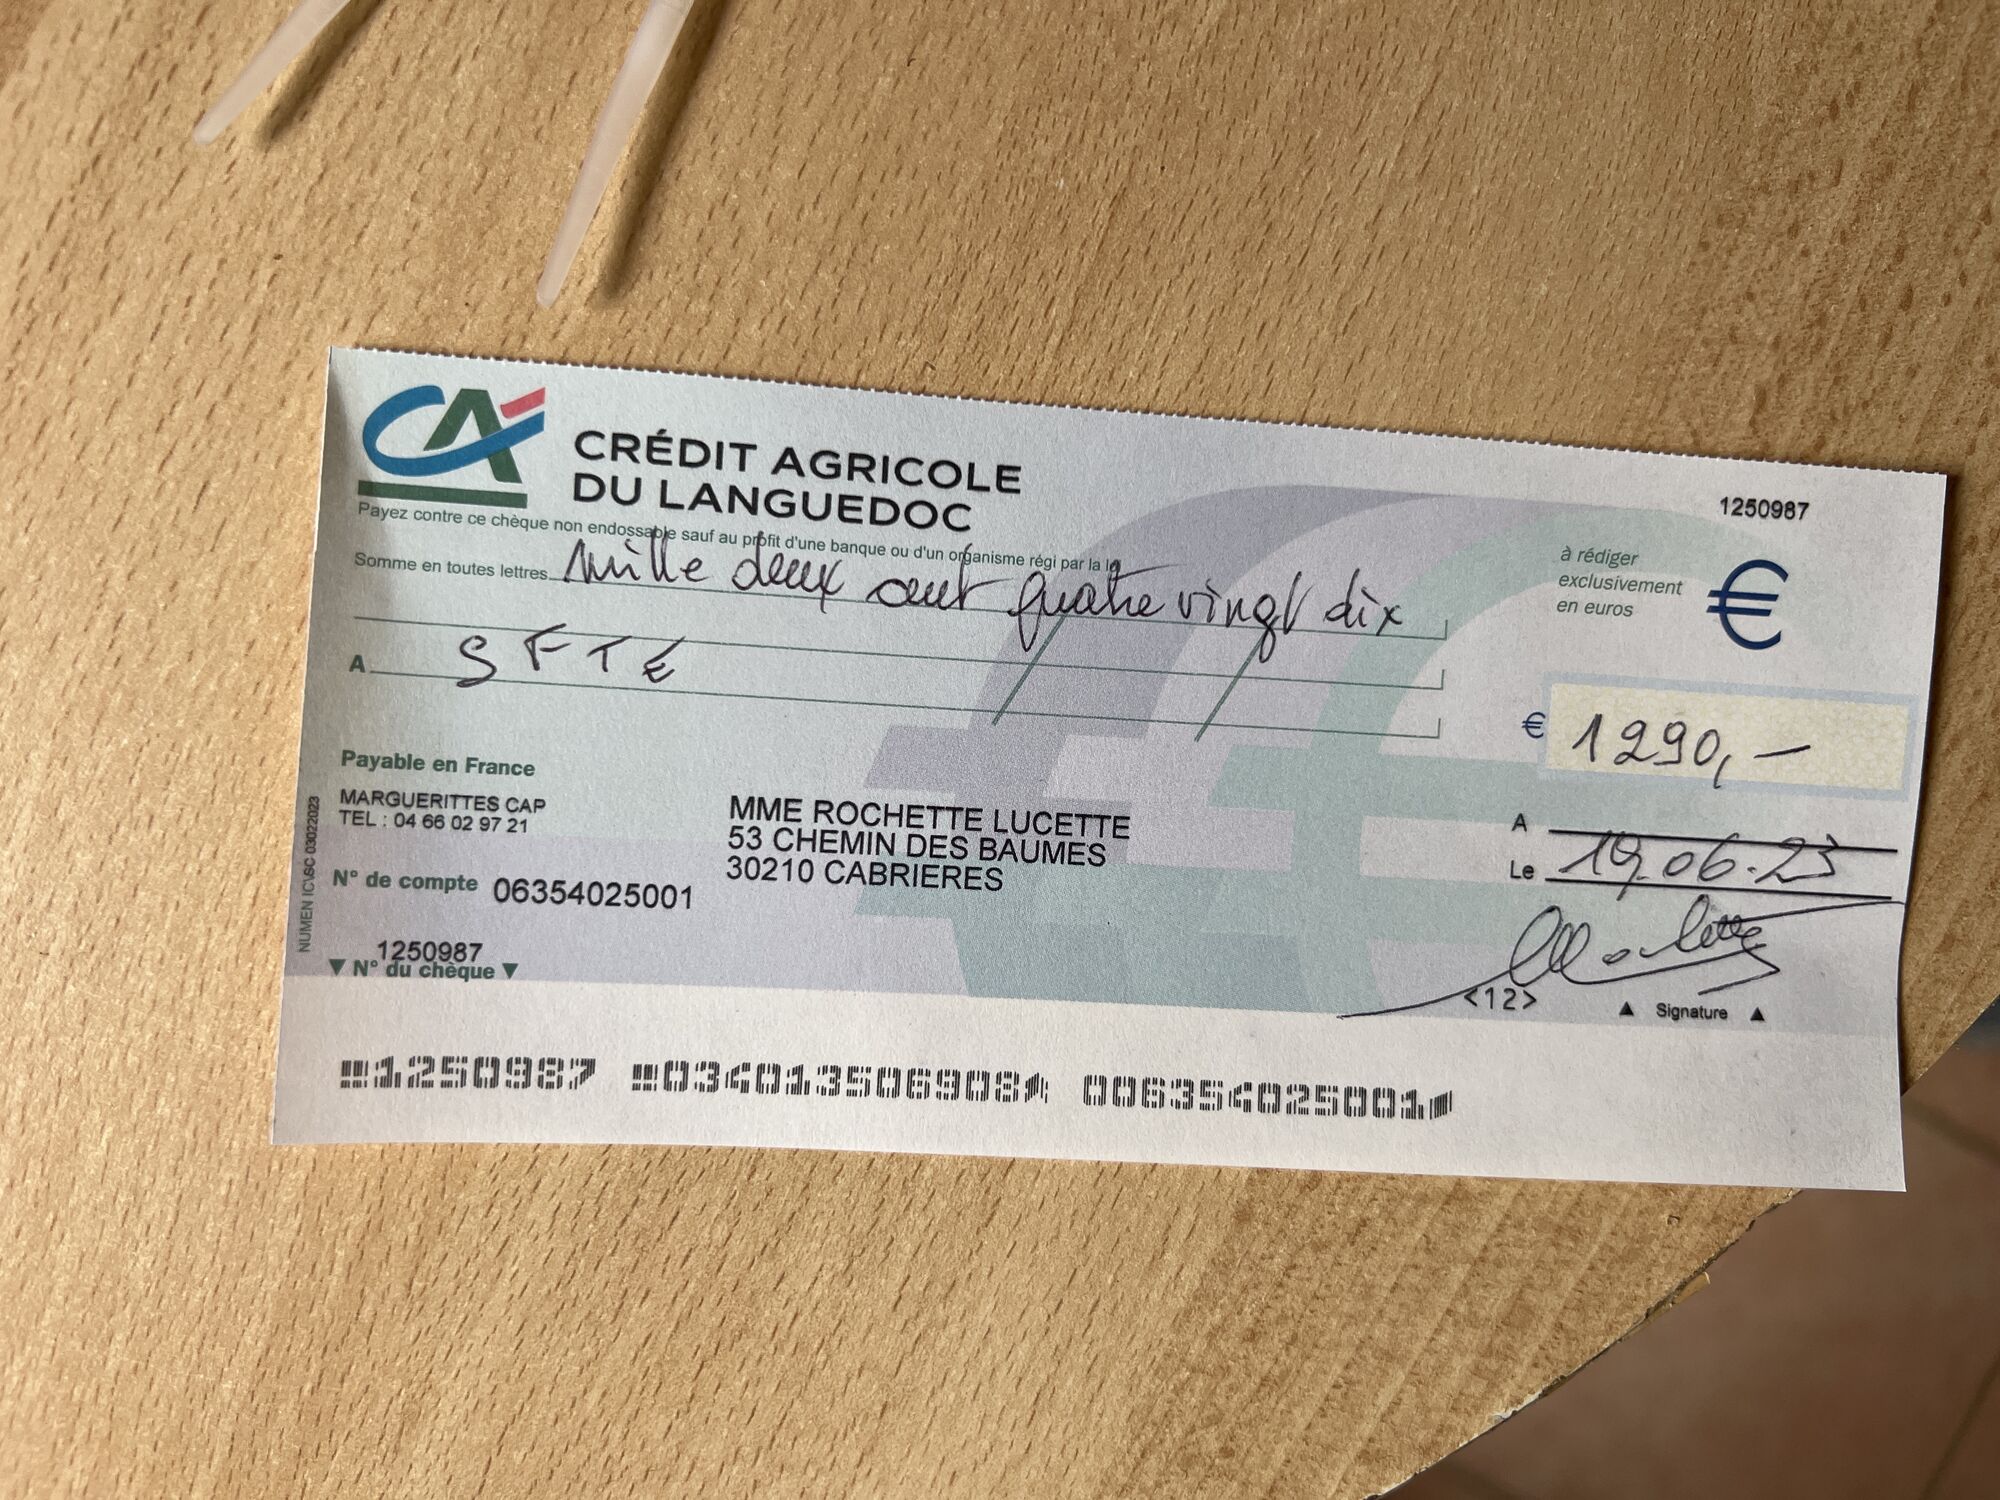 CA
CRÉDIT AGRICOLE
DU LANGUEDOC
1250987
Payez contre ce chèque non endossable sauf au profit d'une banque ou d'un organisme régi par la
à rédiger
exclusivement
en euros
€
Somme en toutes lettres mille deux cent quatre vingt dix
A SFTE
€ 1290,—
Payable en France
MARGUERITTES CAP
TEL : 04 66 02 97 21
MME ROCHETTE LUCETTE
53 CHEMIN DES BAUMES
30210 CABRIERES
A
Le 19.06.23
N° de compte 06354025001
1250987
▼ N° du chèque ▼
<12>
▲ Signature ▲
NUMEN IC\SC 03022023
1250987 034013506908 006354025001